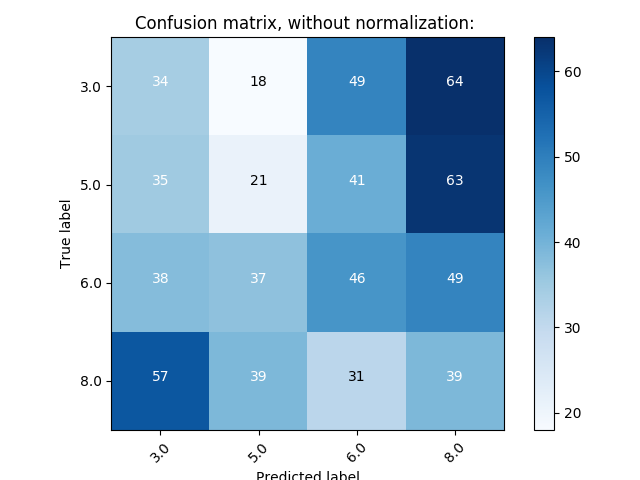 Confusion matrix, without normalization:
3.0 34 18 49 64
5.0 35 21 41 63
6.0 38 37 46 49
8.0 57 39 31 39
True label
3.0 5.0 6.0 8.0
Predicted label
60
50
40
30
20